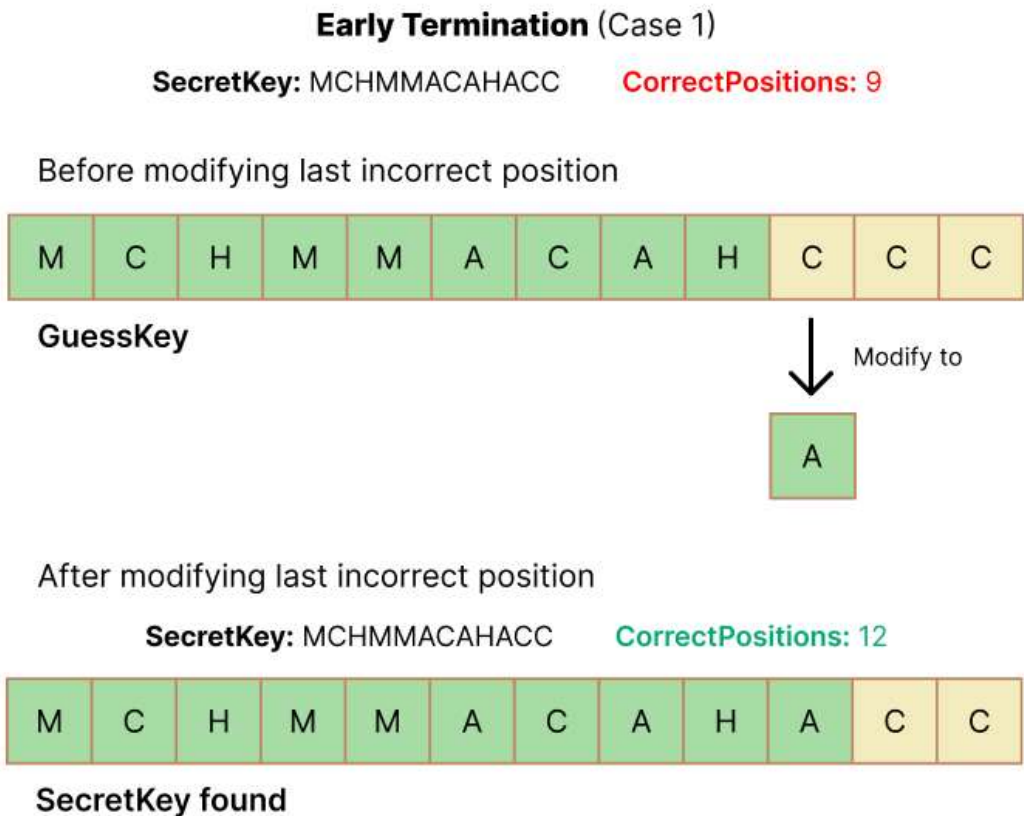 Early Termination (Case 1)
SecretKey: MCHMMACAHACC CorrectPositions: 9
Before modifying last incorrect position
M C H M M A C A H C C C
GuessKey
Modify to
A
After modifying last incorrect position
SecretKey: MCHMMACAHACC CorrectPositions: 12
M C H M M A C A H A C C
SecretKey found